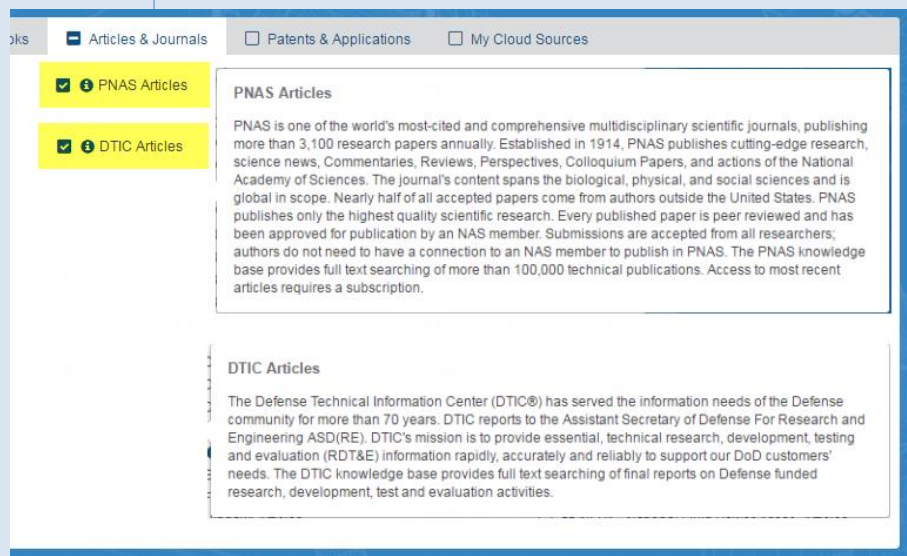 Articles & Journals
Patents & Applications
My Cloud Sources
PNAS Articles
DTIC Articles
PNAS Articles
PNAS is one of the world's most-cited and comprehensive multidisciplinary scientific journals, publishing
more than 3,100 research papers annually. Established in 1914, PNAS publishes cutting-edge research,
science news, Commentaries, Reviews, Perspectives, Colloquium Papers, and actions of the National
Academy of Sciences. The journal's content spans the biological, physical, and social sciences and is
global in scope. Nearly half of all accepted papers come from authors outside the United States. PNAS
publishes only the highest quality scientific research. Every published paper is peer reviewed and has
been approved for publication by an NAS member. Submissions are accepted from all researchers;
authors do not need to have a connection to an NAS member to publish in PNAS. The PNAS knowledge
base provides full text searching of more than 100,000 technical publications. Access to most recent
articles requires a subscription.
DTIC Articles
The Defense Technical Information Center (DTIC®) has served the information needs of the Defense
community for more than 70 years. DTIC reports to the Assistant Secretary of Defense For Research and
Engineering ASD(RE). DTIC's mission is to provide essential, technical research, development, testing
and evaluation (RDT&E) information rapidly, accurately and reliably to support our DoD customers'
needs. The DTIC knowledge base provides full text searching of final reports on Defense funded
research, development, test and evaluation activities.